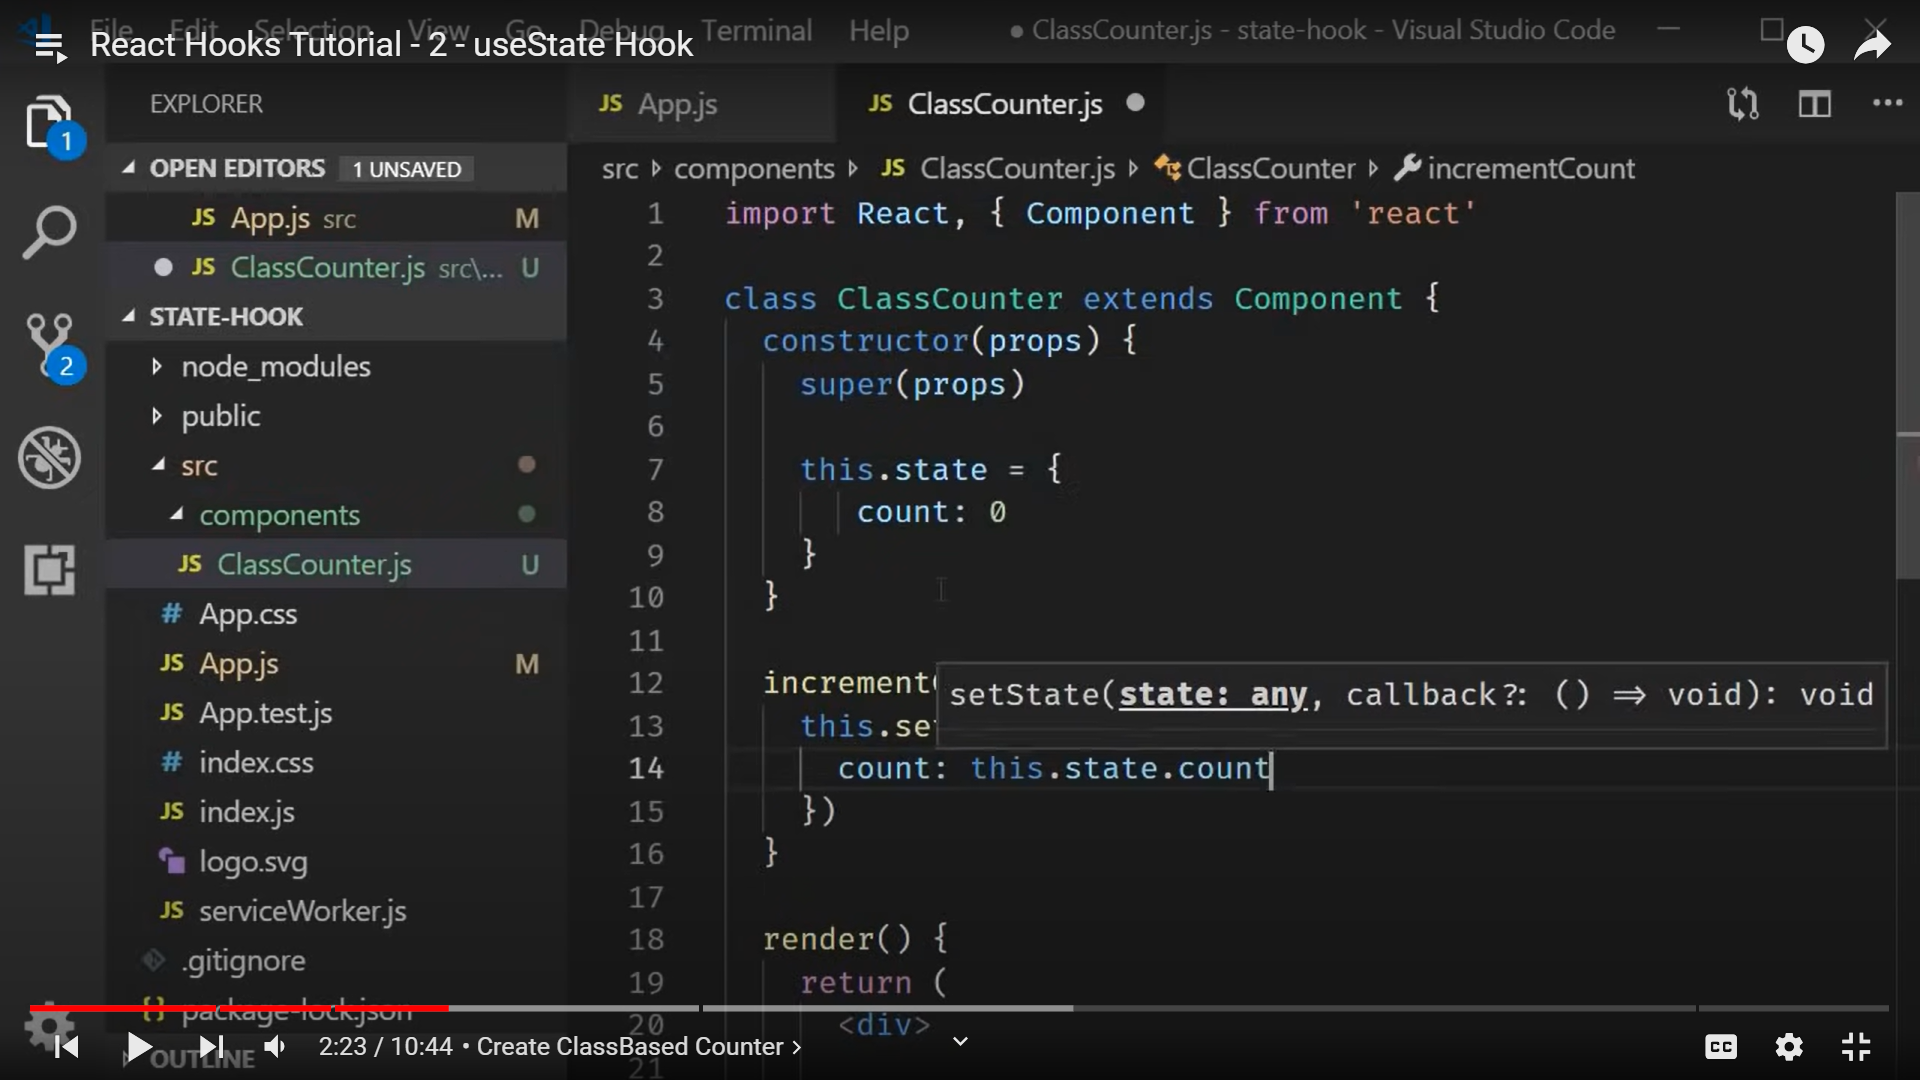 File Edit Selection View Go Debug Terminal Help ● ClassCounter.js - state-hook - Visual Studio Code
React Hooks Tutorial - 2 - useState Hook
EXPLORER
1
OPEN EDITORS 1 UNSAVED
JS App.js src M
● JS ClassCounter.js src\... U
STATE-HOOK
2
node_modules
public
src
components
JS ClassCounter.js U
# App.css
JS App.js M
JS App.test.js
# index.css
JS index.js
logo.svg
JS serviceWorker.js
.gitignore
{} package-lock.json
OUTLINE
JS App.js
JS ClassCounter.js ●
src components JS ClassCounter.js ClassCounter incrementCount
1 import React, { Component } from 'react'
2
3 class ClassCounter extends Component {
4 constructor(props) {
5 super(props)
6
7 this.state = {
8 count: 0
9 }
10 }
11
12 increment
setState(state: any, callback?: () ⇒ void): void
13 this.se
14 count: this.state.count
15 })
16 }
17
18 render() {
19 return (
20 <div>
21
2:23 / 10:44 • Create ClassBased Counter
CC